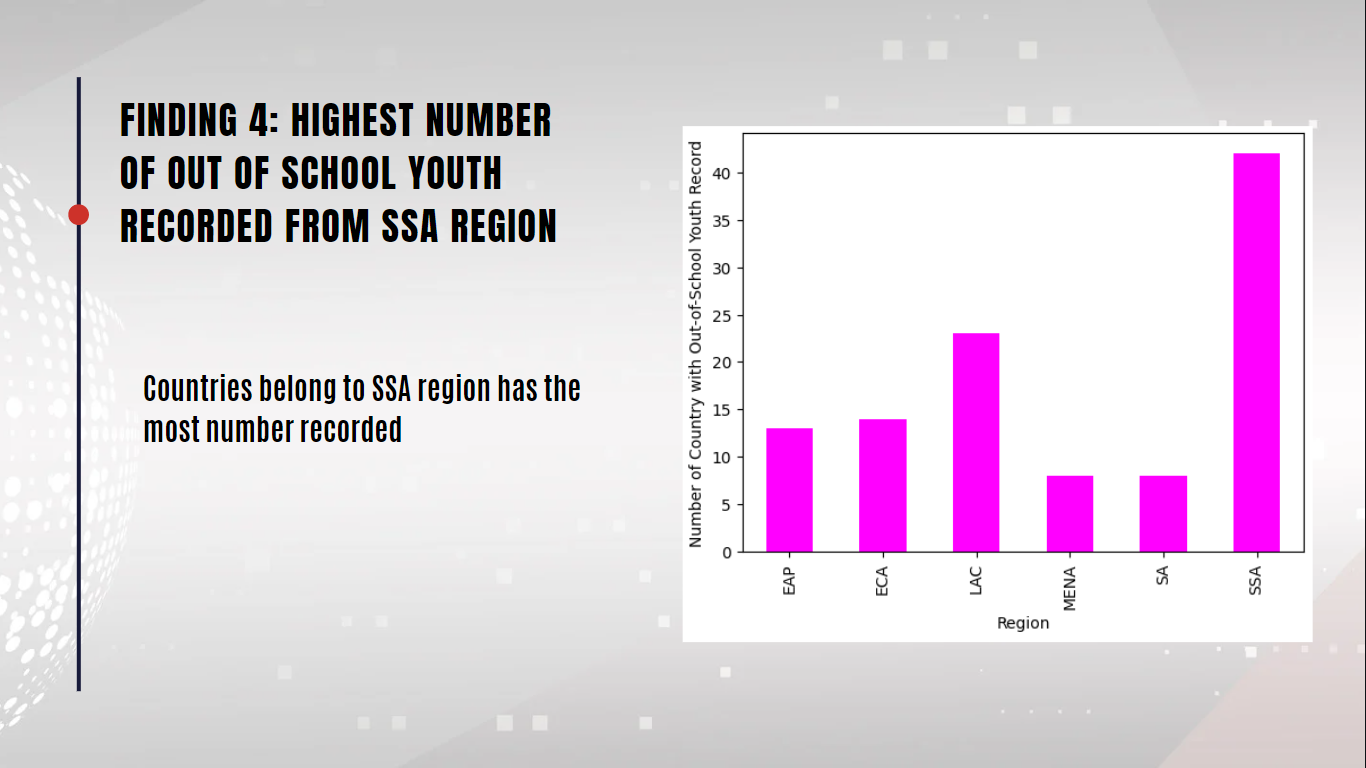 FINDING 4: HIGHEST NUMBER
OF OUT OF SCHOOL YOUTH
RECORDED FROM SSA REGION
Countries belong to SSA region has the
most number recorded
Number of Country with Out-of-School Youth Record
40
35
30
25
20
15
10
5
0
EAP
ECA
LAC
MENA
SA
SSA
Region